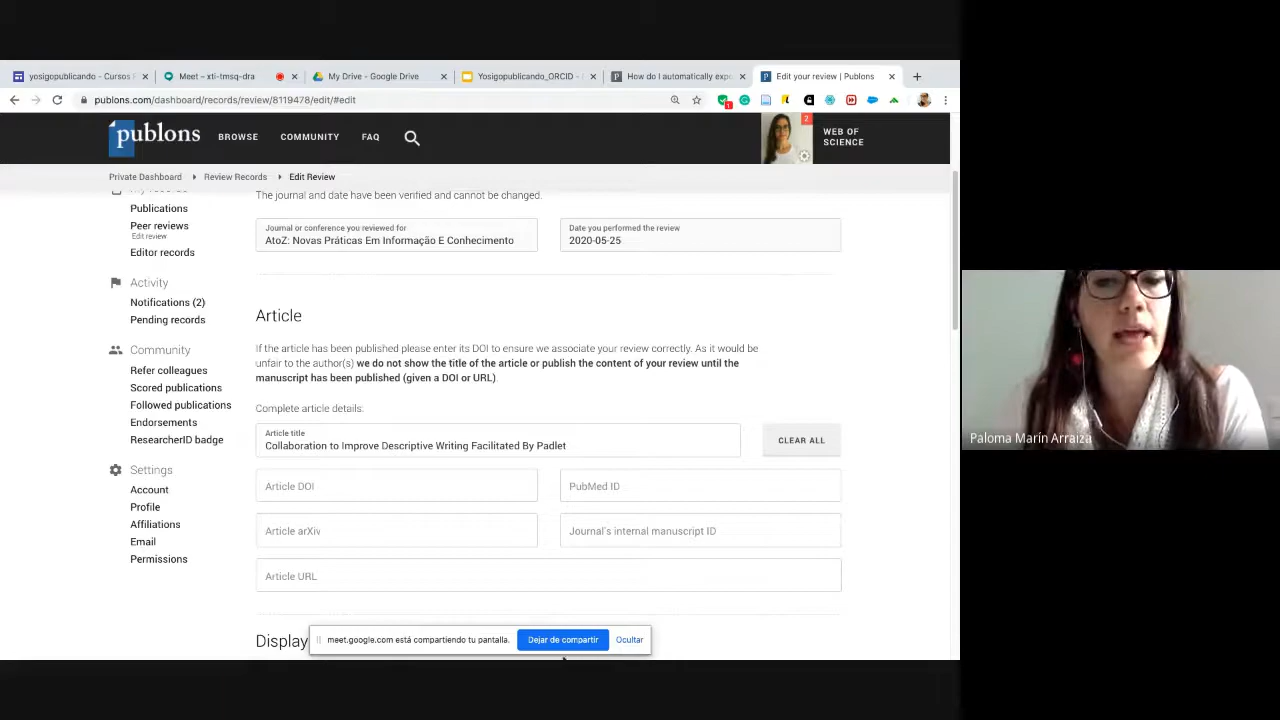 yosigopublicando - Cursos
Meet – xti-tmsq-dra
My Drive - Google Drive
Yosigopublicando_ORCID -
How do I automatically exp
Edit your review | Publons
publons.com/dashboard/records/review/8119478/edit/#edit
1
publons
BROWSE
COMMUNITY
FAQ
2
WEB OF
SCIENCE
Private Dashboard
Review Records
Edit Review
Publications
Peer reviews
Edit review
Editor records
Activity
Notifications (2)
Pending records
Community
Refer colleagues
Scored publications
Followed publications
Endorsements
ResearcherID badge
Settings
Account
Profile
Affiliations
Email
Permissions
The journal and date have been verified and cannot be changed.
Journal or conference you reviewed for
AtoZ: Novas Práticas Em Informação E Conhecimento
Date you performed the review
2020-05-25
Article
If the article has been published please enter its DOI to ensure we associate your review correctly. As it would be
unfair to the author(s) we do not show the title of the article or publish the content of your review until the
manuscript has been published (given a DOI or URL).
Complete article details:
Article title
Collaboration to Improve Descriptive Writing Facilitated By Padlet
CLEAR ALL
Article DOI
PubMed ID
Article arXiv
Journal's internal manuscript ID
Article URL
Display
meet.google.com está compartiendo tu pantalla.
Dejar de compartir
Ocultar
Paloma Marín Arraiza